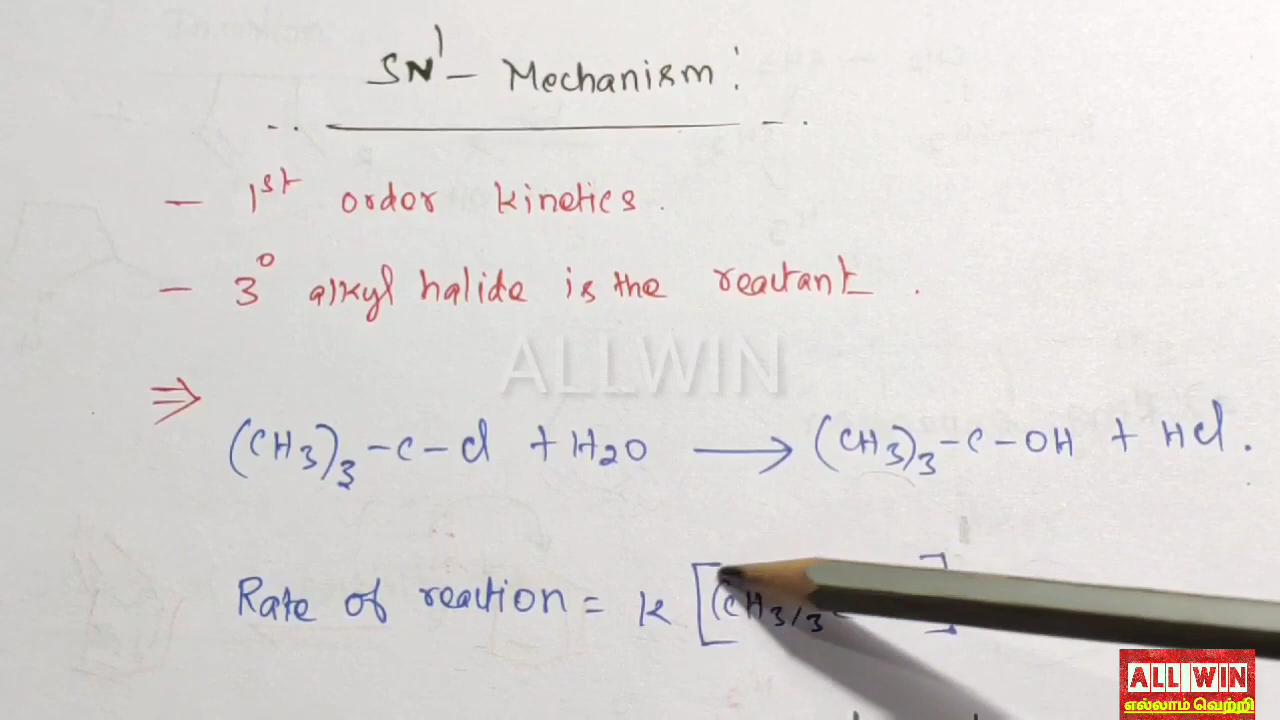 SN¹ - Mechanism:
- 1st order kinetics.
- 3° alkyl halide is the reactant.
ALLWIN
⇒
(CH3)3-C-Cl + H2O ⟶ (CH3)3-C-OH + HCl.
Rate of reaction = K [(CH3)3 ]
ALL WIN
எல்லாம் வெற்றி